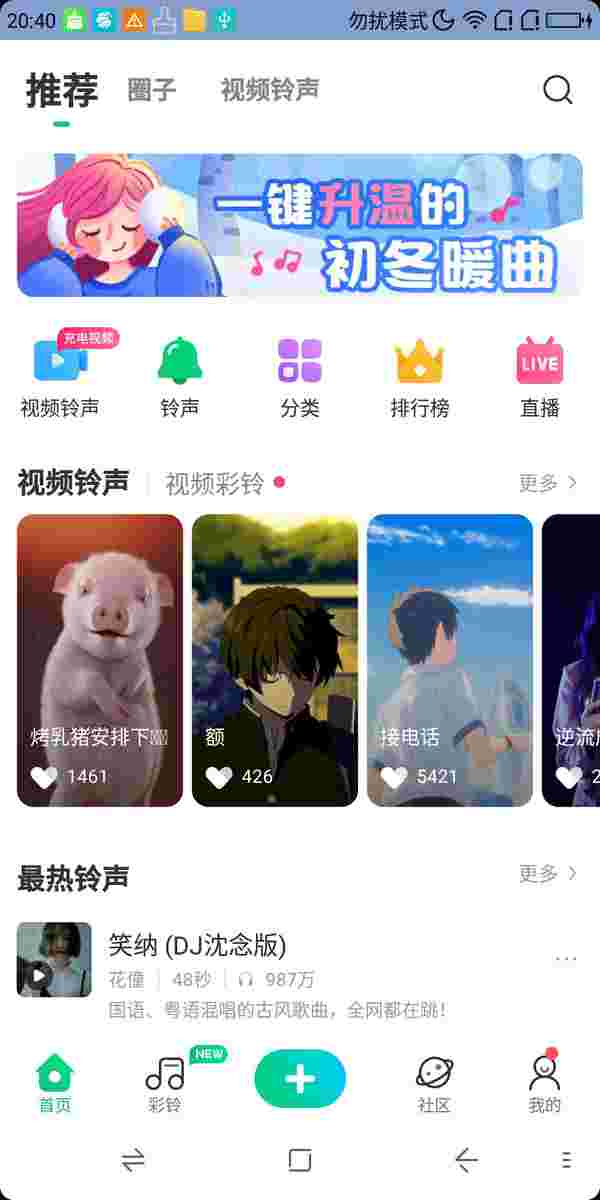 20:40 勿扰模式
推荐 圈子 视频铃声
一键升温的
初冬暖曲
充电视频
LIVE
视频铃声 铃声 分类 排行榜 直播
视频铃声 视频彩铃 更多
烤乳猪安排下 额 接电话 逆流
1461 426 5421 2
最热铃声 更多
笑纳 (DJ沈念版)
花僮 48秒 987万
国语、粤语混唱的古风歌曲，全网都在跳！
NEW
首页 彩铃 社区 我的